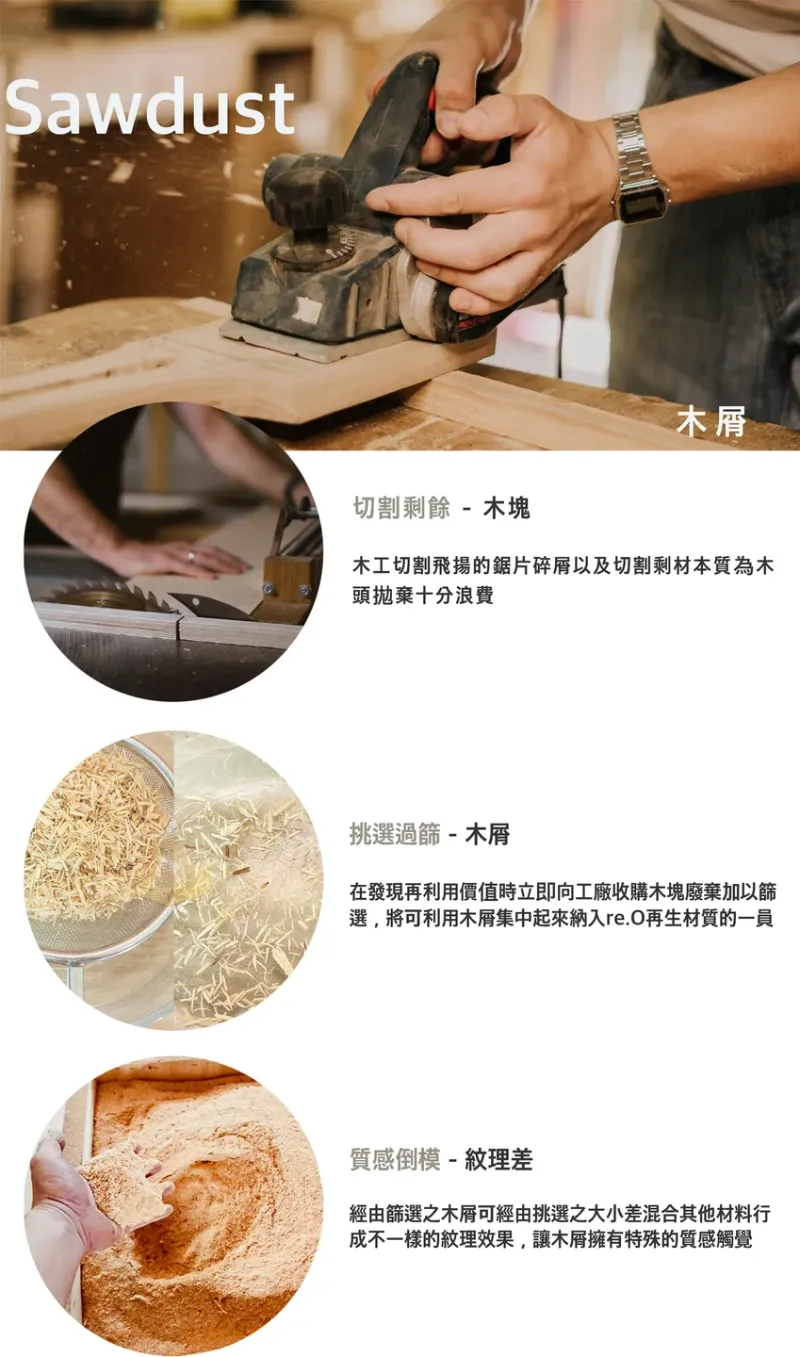 Sawdust
木屑
切割剩餘 - 木塊
木工切割飛揚的鋸片碎屑以及切割剩材本質為木
頭拋棄十分浪費
挑選過篩 - 木屑
在發現再利用價值時立即向工廠收購木塊廢棄加以篩
選，將可利用木屑集中起來納入re.O再生材質的一員
質感倒模 - 紋理差
經由篩選之木屑可經由挑選之大小差混合其他材料行
成不一樣的紋理效果，讓木屑擁有特殊的質感觸覺